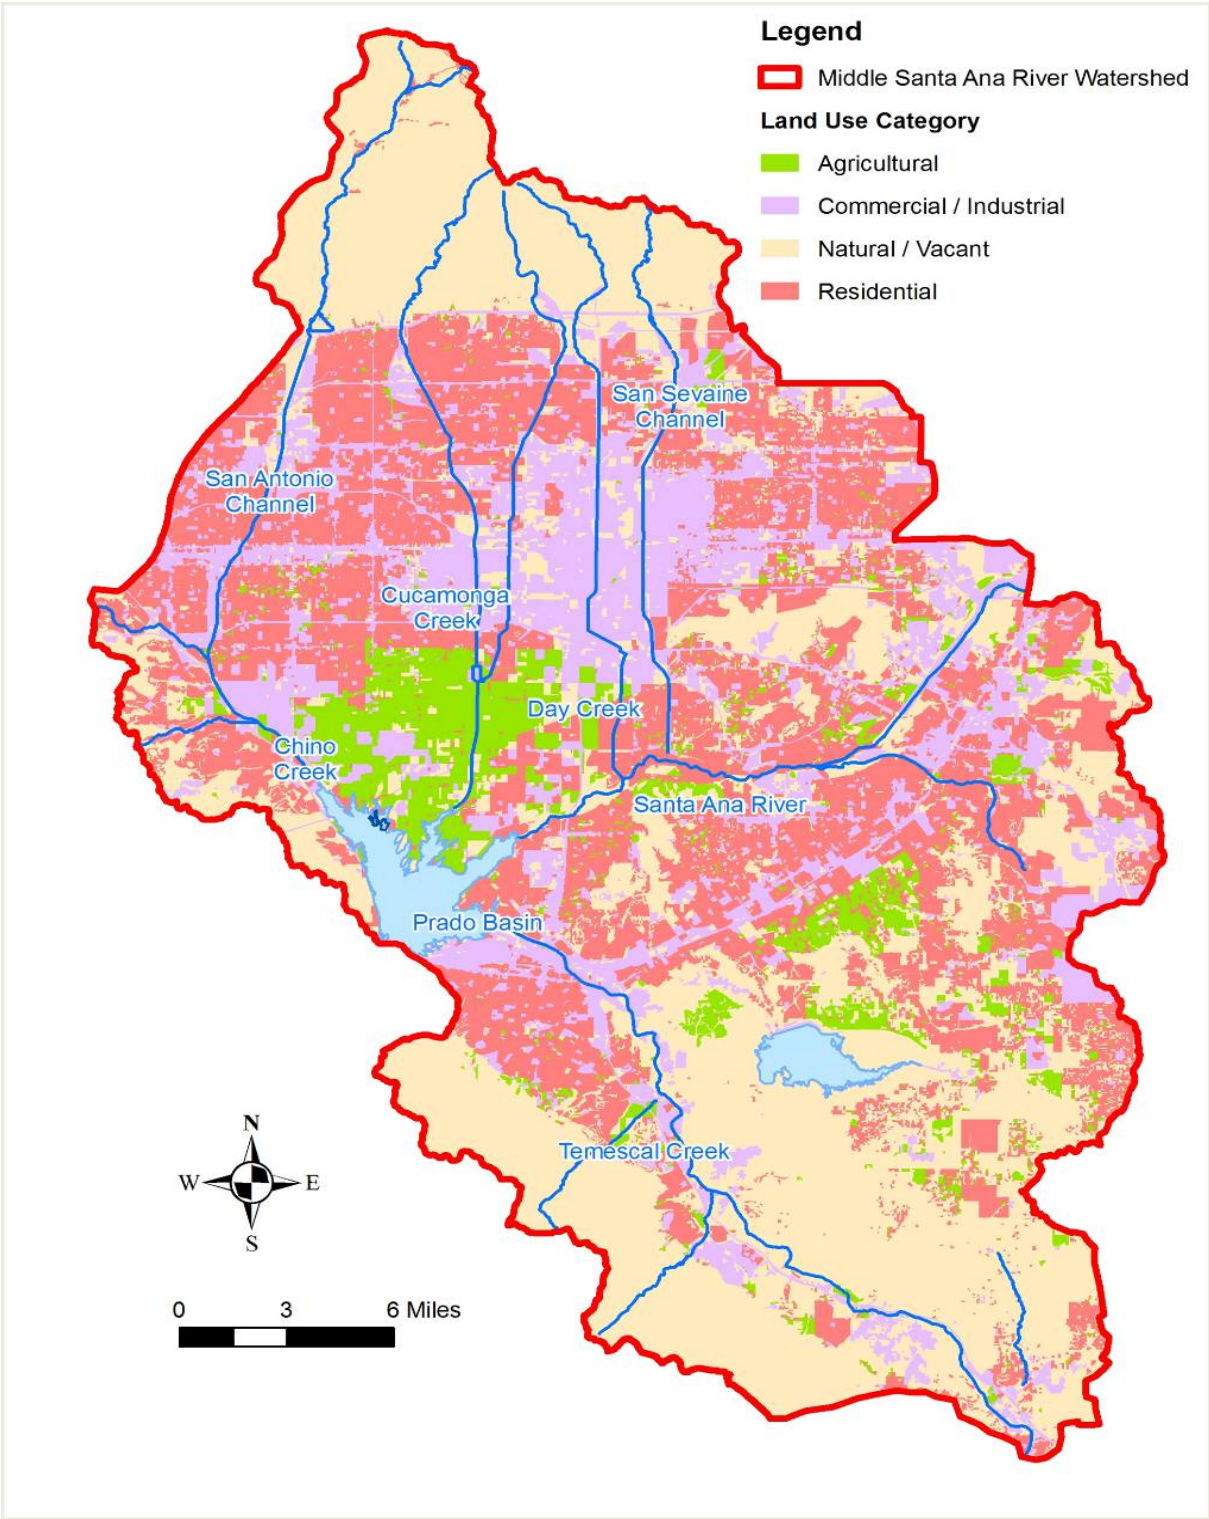 Legend
Middle Santa Ana River Watershed
Land Use Category
Agricultural
Commercial / Industrial
Natural / Vacant
Residential
San Sevaine
Channel
San Antonio
Channel
Cucamonga
Creek
Day Creek
Chino
Creek
Santa Ana River
Prado Basin
Temescal Creek
N
W E
S
0 3 6 Miles